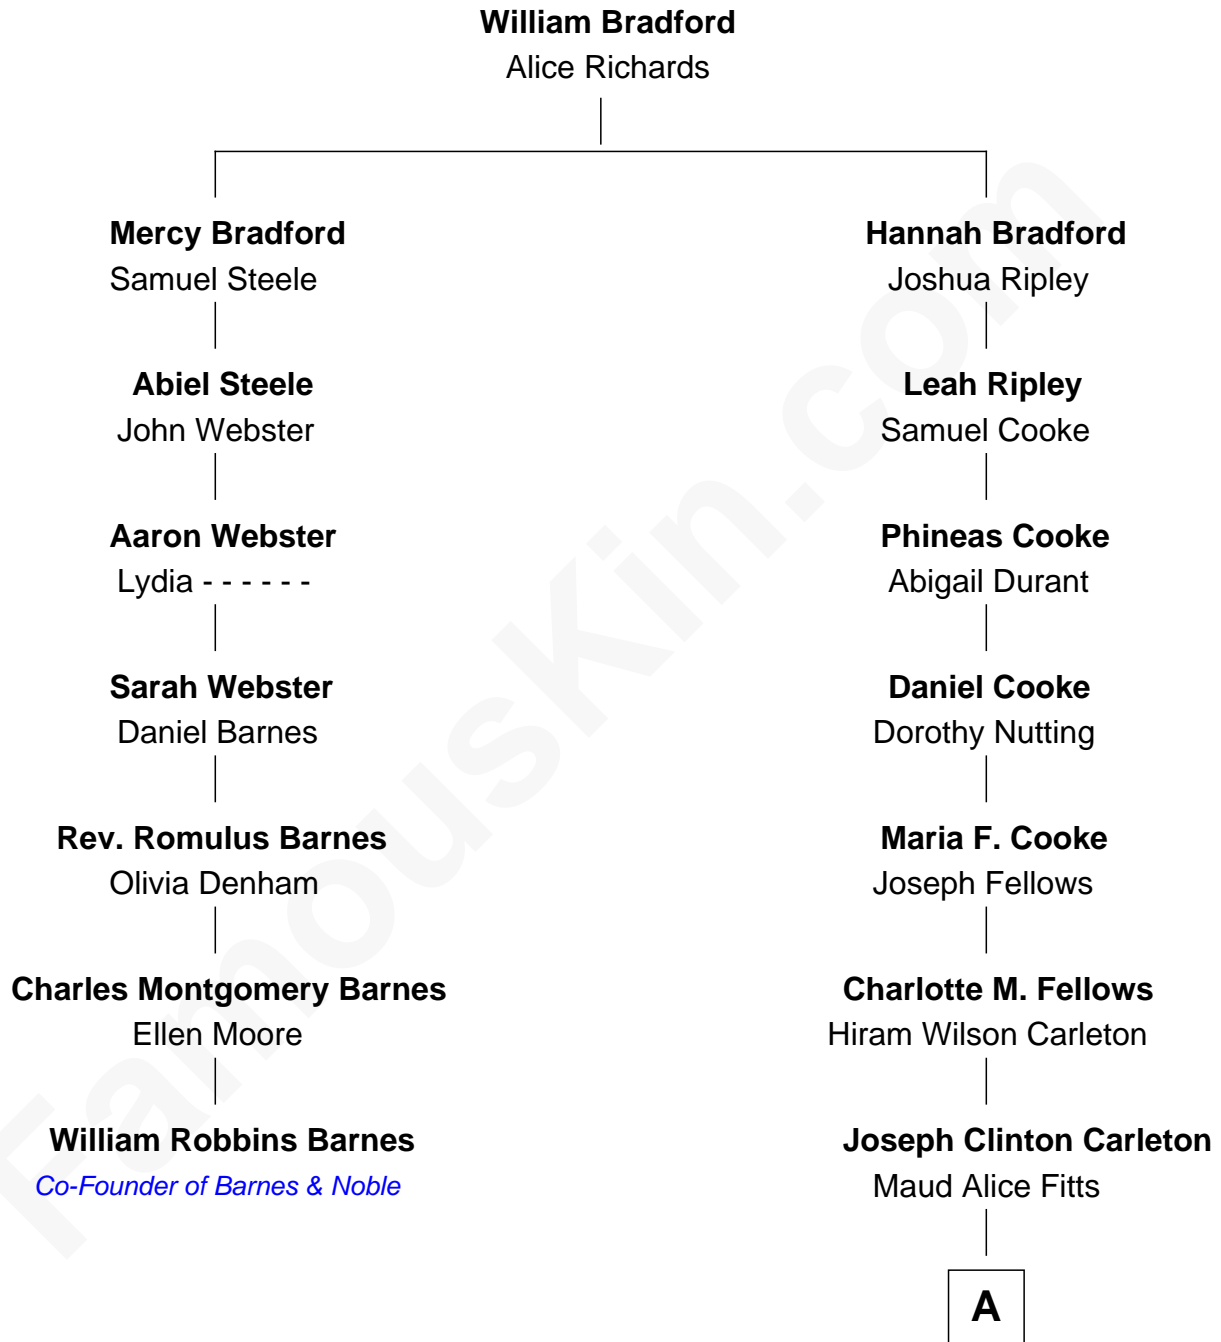 William Bradford
Alice Richards
Mercy Bradford
Samuel Steele
Hannah Bradford
Joshua Ripley
Abiel Steele
John Webster
Leah Ripley
Samuel Cooke
Aaron Webster
Lydia - - - - - -
Phineas Cooke
Abigail Durant
Sarah Webster
Daniel Barnes
Daniel Cooke
Dorothy Nutting
Rev. Romulus Barnes
Olivia Denham
Maria F. Cooke
Joseph Fellows
Charles Montgomery Barnes
Ellen Moore
Charlotte M. Fellows
Hiram Wilson Carleton
William Robbins Barnes
Co-Founder of Barnes & Noble
Joseph Clinton Carleton
Maud Alice Fitts
A
FamousKin.com